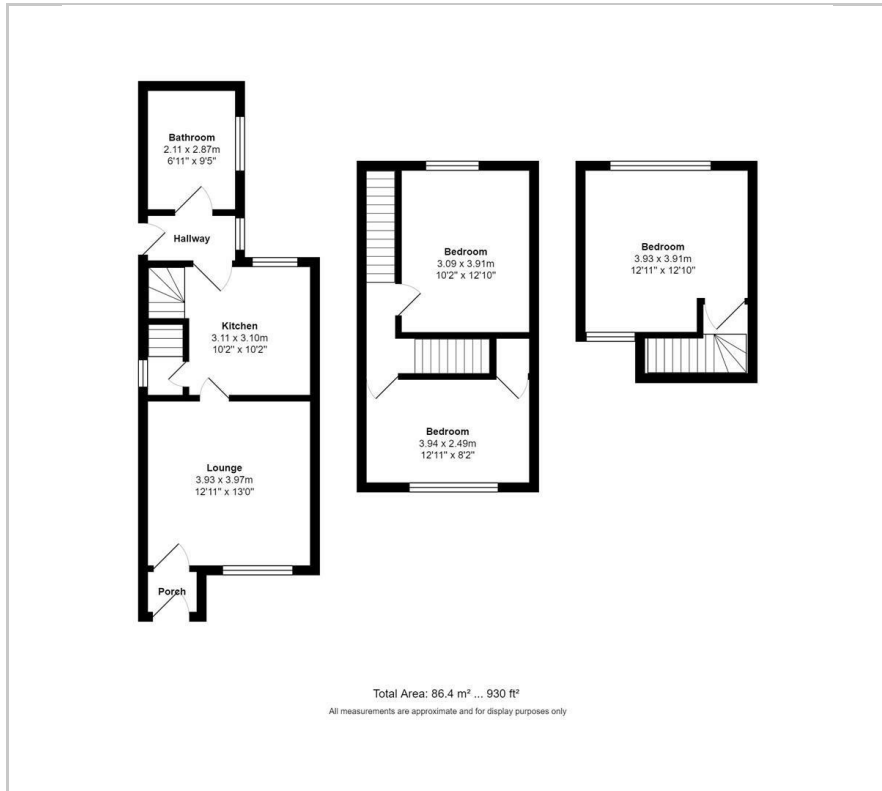 Bathroom
2.11 x 2.87m
6'11" x 9'5"
Hallway
Kitchen
3.11 x 3.10m
10'2" x 10'2"
Lounge
3.93 x 3.97m
12'11" x 13'0"
Porch
Bedroom
3.09 x 3.91m
10'2" x 12'10"
Bedroom
3.94 x 2.49m
12'11" x 8'2"
Bedroom
3.93 x 3.91m
12'11" x 12'10"
Total Area: 86.4 m² ... 930 ft²
All measurements are approximate and for display purposes only